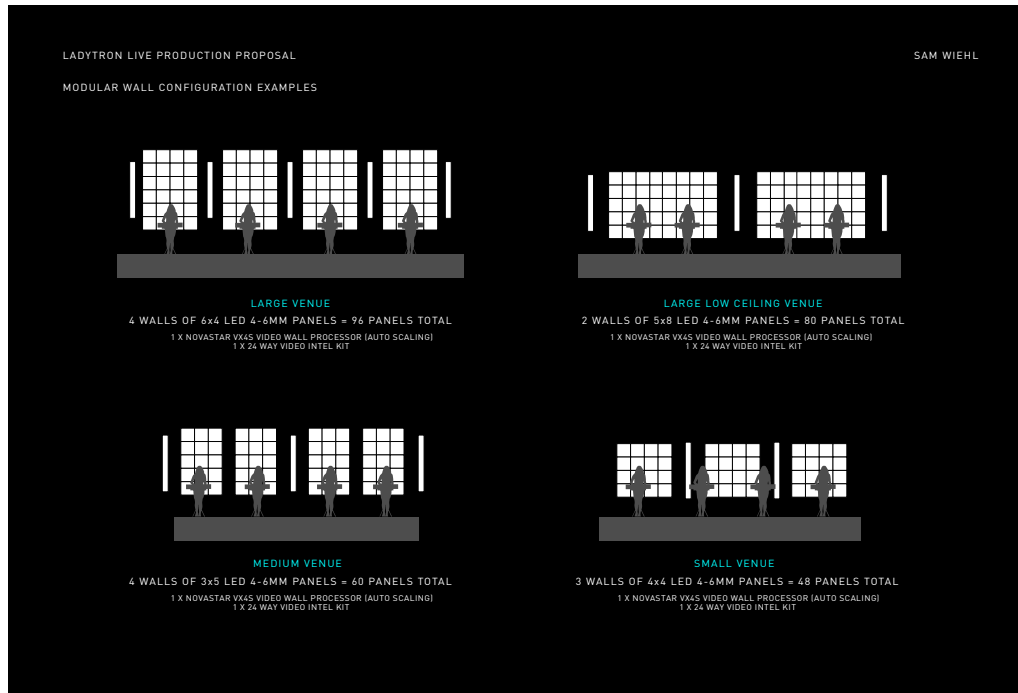 LADYTRON LIVE PRODUCTION PROPOSAL
SAM WIEHL
MODULAR WALL CONFIGURATION EXAMPLES
LARGE VENUE
4 WALLS OF 6x4 LED 4-6MM PANELS = 96 PANELS TOTAL
1 X NOVASTAR VX4S VIDEO WALL PROCESSOR (AUTO SCALING)
1 X 24 WAY VIDEO INTEL KIT
LARGE LOW CEILING VENUE
2 WALLS OF 5x8 LED 4-6MM PANELS = 80 PANELS TOTAL
1 X NOVASTAR VX4S VIDEO WALL PROCESSOR (AUTO SCALING)
1 X 24 WAY VIDEO INTEL KIT
MEDIUM VENUE
4 WALLS OF 3x5 LED 4-6MM PANELS = 60 PANELS TOTAL
1 X NOVASTAR VX4S VIDEO WALL PROCESSOR (AUTO SCALING)
1 X 24 WAY VIDEO INTEL KIT
SMALL VENUE
3 WALLS OF 4x4 LED 4-6MM PANELS = 48 PANELS TOTAL
1 X NOVASTAR VX4S VIDEO WALL PROCESSOR (AUTO SCALING)
1 X 24 WAY VIDEO INTEL KIT